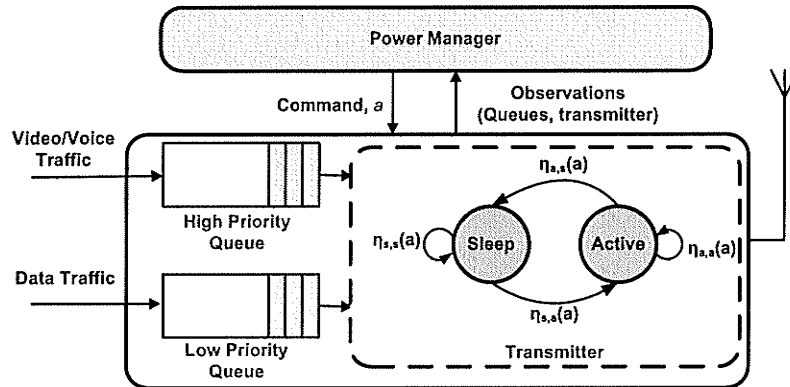 Power Manager
Command, a
Observations
(Queues, transmitter)
Video/Voice
Traffic
High Priority
Queue
Data Traffic
Low Priority
Queue
ηa,s(a)
ηs,s(a)
Sleep
Active
ηa,a(a)
ηs,a(a)
Transmitter